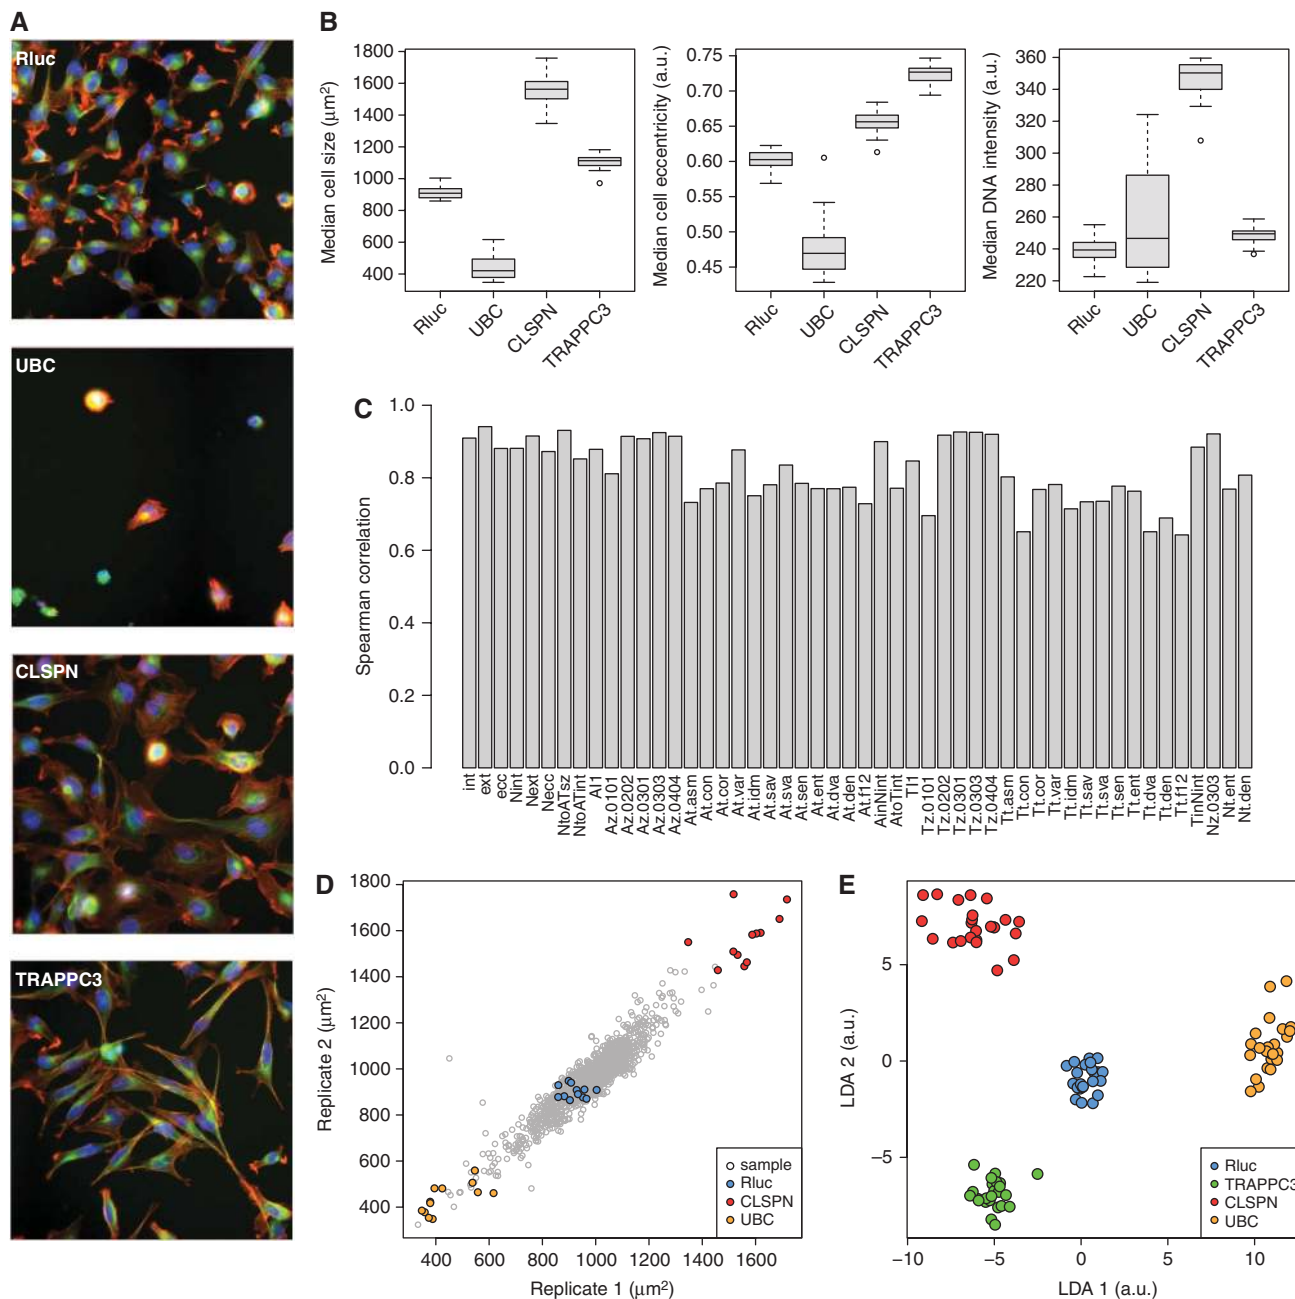 A
Rluc
UBC
CLSPN
TRAPPC3
B
Median cell size (μm²)
1800
1600
1400
1200
1000
800
600
400
Rluc
UBC
CLSPN
TRAPPC3
Median cell eccentricity (a.u.)
0.75
0.70
0.65
0.60
0.55
0.50
0.45
Rluc
UBC
CLSPN
TRAPPC3
Median DNA intensity (a.u.)
360
340
320
300
280
260
240
220
Rluc
UBC
CLSPN
TRAPPC3
C
Spearman correlation
1.0
0.8
0.6
0.4
0.2
0.0
int
ext
ecc
Nint
Next
Necc
NtoATsz
NtoATint
AI1
Az.0101
Az.0202
Az.0301
Az.0303
Az.0404
At.asm
At.con
At.cor
At.var
At.idm
At.sav
At.sva
At.sen
At.ent
At.dva
At.den
At.f12
AinNint
AtoTint
TI1
Tz.0101
Tz.0202
Tz.0301
Tz.0303
Tz.0404
Tt.asm
Tt.con
Tt.cor
Tt.var
Tt.idm
Tt.sav
Tt.sva
Tt.sen
Tt.ent
Tt.dva
Tt.den
Tt.f12
TinNint
Nz.0303
Nt.ent
Nt.den
D
Replicate 2 (μm²)
1800
1600
1400
1200
1000
800
600
400
400 600 800 1000 1200 1400 1600
Replicate 1 (μm²)
sample
Rluc
CLSPN
UBC
E
LDA 2 (a.u.)
5
0
−5
−10 −5 0 5 10
LDA 1 (a.u.)
Rluc
TRAPPC3
CLSPN
UBC